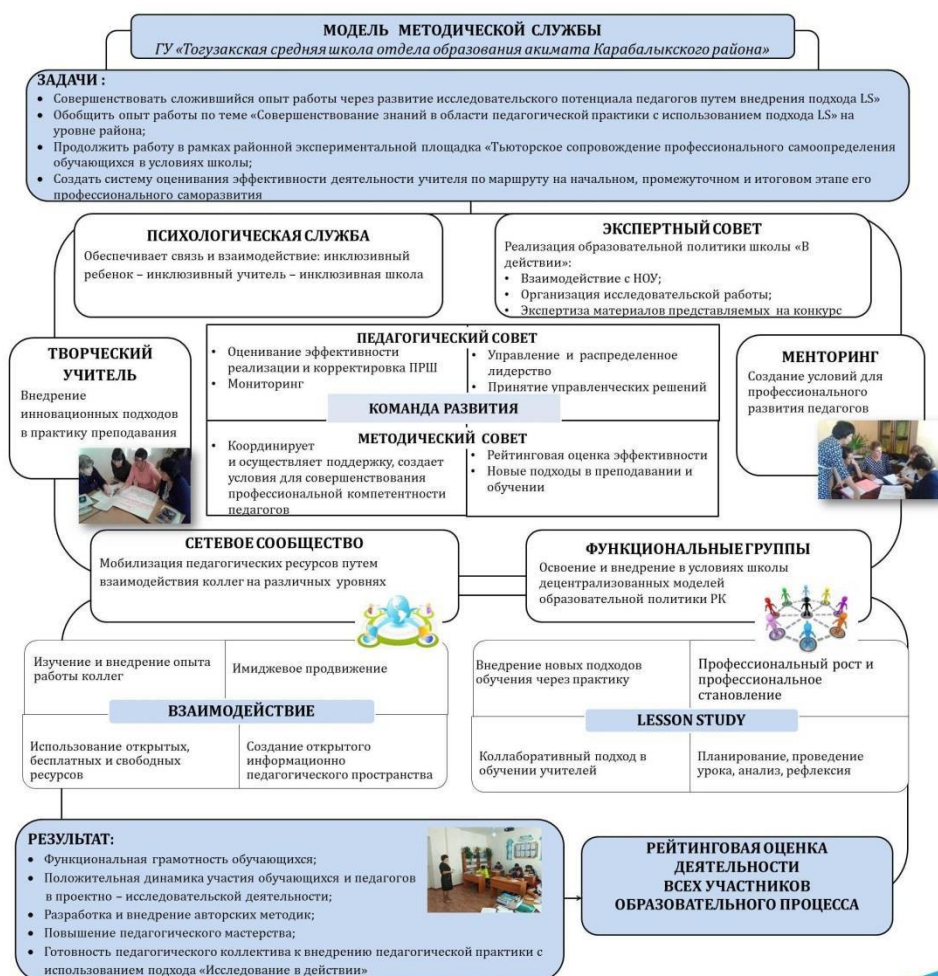 МОДЕЛЬ МЕТОДИЧЕСКОЙ СЛУЖБЫ
ГУ «Тогузакская средняя школа отдела образования акимата Карабалыкского района»
ЗАДАЧИ :
• Совершенствовать сложившийся опыт работы через развитие исследовательского потенциала педагогов путем внедрения подхода LS»
• Обобщить опыт работы по теме «Совершенствование знаний в области педагогической практики с использованием подхода LS» на
уровне района;
• Продолжить работу в рамках районной экспериментальной площадка «Тьюторское сопровождение профессионального самоопределения
обучающихся в условиях школы;
• Создать систему оценивания эффективности деятельности учителя по маршруту на начальном, промежуточном и итоговом этапе его
профессионального саморазвития
ПСИХОЛОГИЧЕСКАЯ СЛУЖБА
Обеспечивает связь и взаимодействие: инклюзивный
ребенок – инклюзивный учитель – инклюзивная школа
ЭКСПЕРТНЫЙ СОВЕТ
Реализация образовательной политики школы «В
действии»:
• Взаимодействие с НОУ;
• Организация исследовательской работы;
• Экспертиза материалов представляемых на конкурс
ТВОРЧЕСКИЙ
УЧИТЕЛЬ
Внедрение
инновационных подходов
в практику преподавания
ПЕДАГОГИЧЕСКИЙ СОВЕТ
• Оценивание эффективности
реализации и корректировка ПРШ
• Мониторинг
• Управление и распределенное
лидерство
• Принятие управленческих решений
КОМАНДА РАЗВИТИЯ
МЕТОДИЧЕСКИЙ СОВЕТ
• Координирует
и осуществляет поддержку, создает
условия для совершенствования
профессиональной компетентности
педагогов
• Рейтинговая оценка эффективности
• Новые подходы в преподавании и
обучении
МЕНТОРИНГ
Создание условий для
профессионального
развития педагогов
СЕТЕВОЕ СООБЩЕСТВО
Мобилизация педагогических ресурсов путем
взаимодействия коллег на различных уровнях
ФУНКЦИОНАЛЬНЫЕ ГРУППЫ
Освоение и внедрение в условиях школы
децентрализованных моделей
образовательной политики РК
Изучение и внедрение опыта
работы коллег
Имиджевое продвижение
ВЗАИМОДЕЙСТВИЕ
Использование открытых,
бесплатных и свободных
ресурсов
Создание открытого
информационно
педагогического пространства
Внедрение новых подходов
обучения через практику
Профессиональный рост и
профессиональное
становление
LESSON STUDY
Коллаборативный подход в
обучении учителей
Планирование, проведение
урока, анализ, рефлексия
РЕЗУЛЬТАТ:
• Функциональная грамотность обучающихся;
• Положительная динамика участия обучающихся и педагогов
в проектно – исследовательской деятельности;
• Разработка и внедрение авторских методик;
• Повышение педагогического мастерства;
• Готовность педагогического коллектива к внедрению педагогической практики с
использованием подхода «Исследование в действии»
РЕЙТИНГОВАЯ ОЦЕНКА
ДЕЯТЕЛЬНОСТИ
ВСЕХ УЧАСТНИКОВ
ОБРАЗОВАТЕЛЬНОГО ПРОЦЕССА